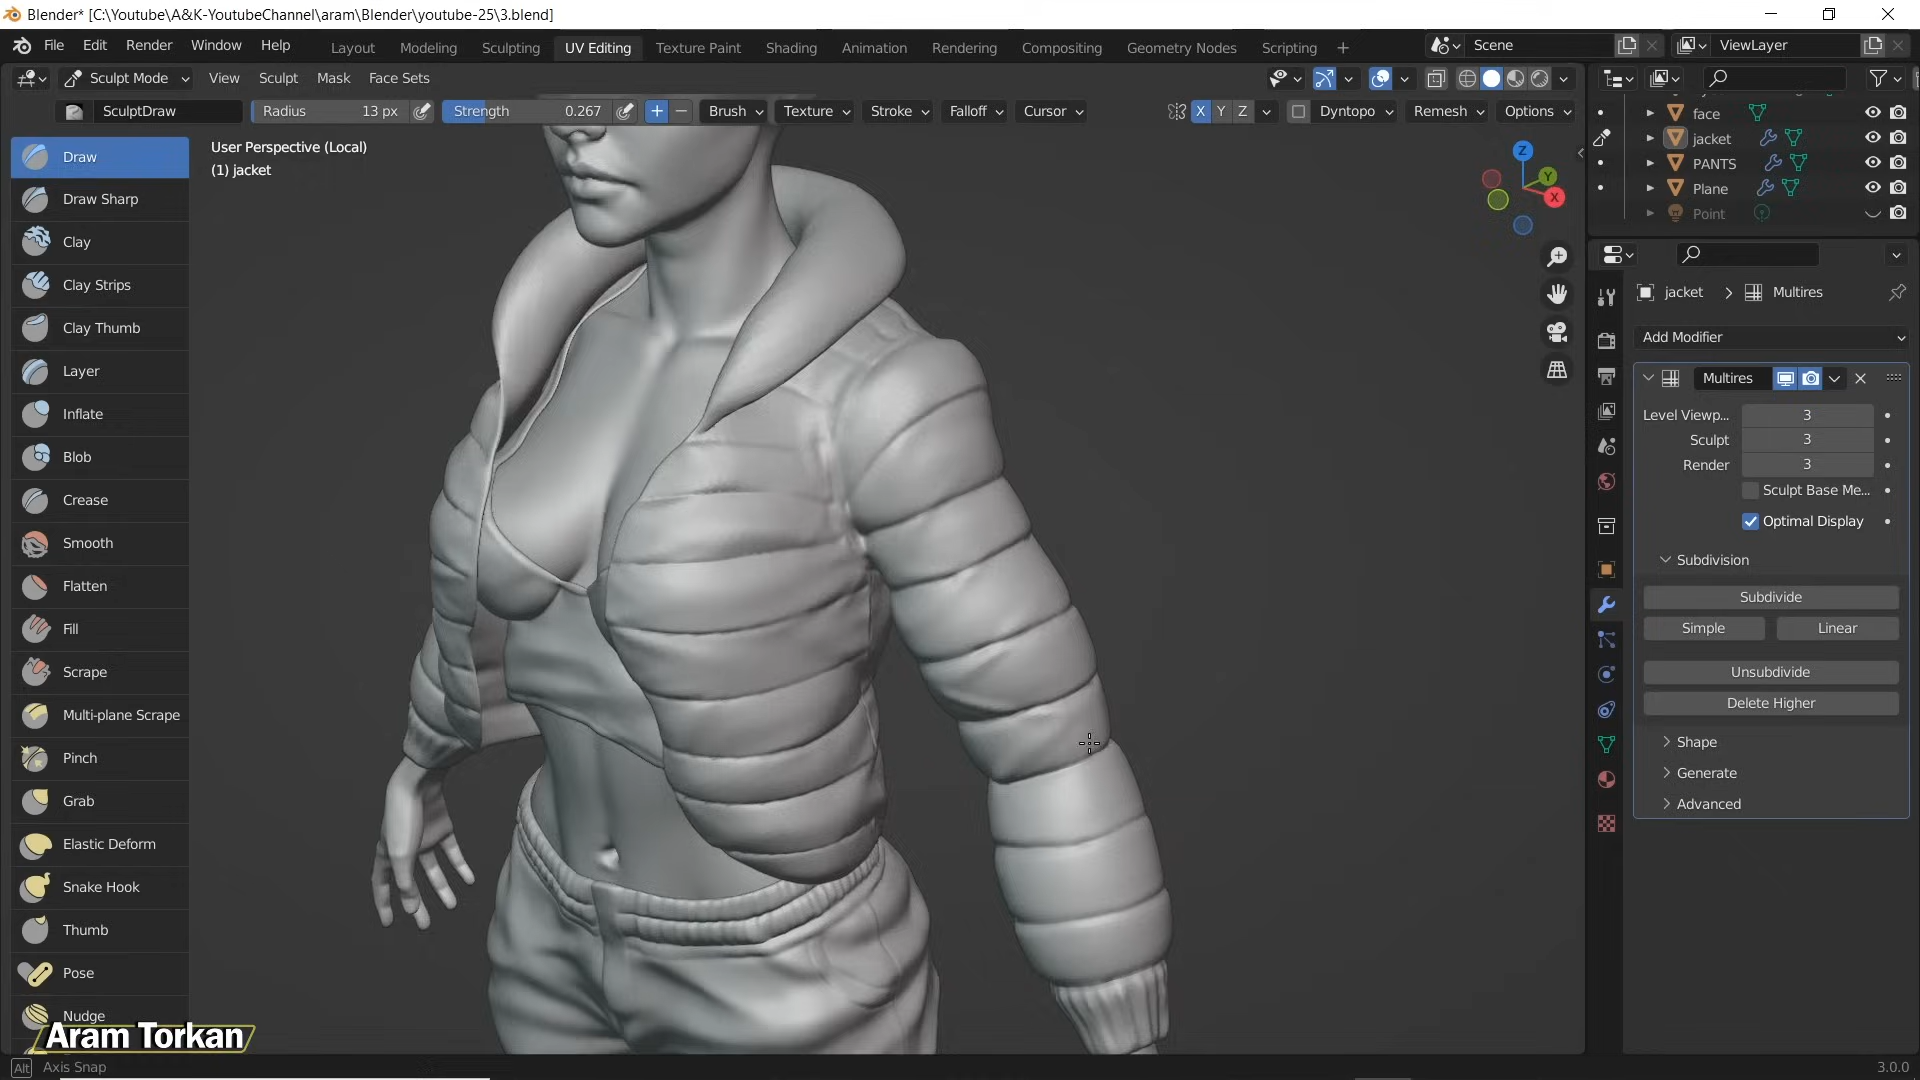 Blender* [C:\Youtube\A&K-YoutubeChannel\aram\Blender\youtube-25\3.blend]
File Edit Render Window Help Layout Modeling Sculpting UV Editing Texture Paint Shading Animation Rendering Compositing Geometry Nodes Scripting + Scene ViewLayer
Sculpt Mode View Sculpt Mask Face Sets
SculptDraw Radius 13 px Strength 0.267 + − Brush Texture Stroke Falloff Cursor X Y Z Dyntopo Remesh Options
User Perspective (Local)
(1) jacket
Z
Y
X
Draw
Draw Sharp
Clay
Clay Strips
Clay Thumb
Layer
Inflate
Blob
Crease
Smooth
Flatten
Fill
Scrape
Multi-plane Scrape
Pinch
Grab
Elastic Deform
Snake Hook
Thumb
Pose
Nudge
face
jacket
PANTS
Plane
Point
jacket > Multires
Add Modifier
Multires
Level Viewp... 3
Sculpt 3
Render 3
Sculpt Base Me...
Optimal Display
Subdivision
Subdivide
Simple Linear
Unsubdivide
Delete Higher
Shape
Generate
Advanced
Aram Torkan
Alt Axis Snap
3.0.0